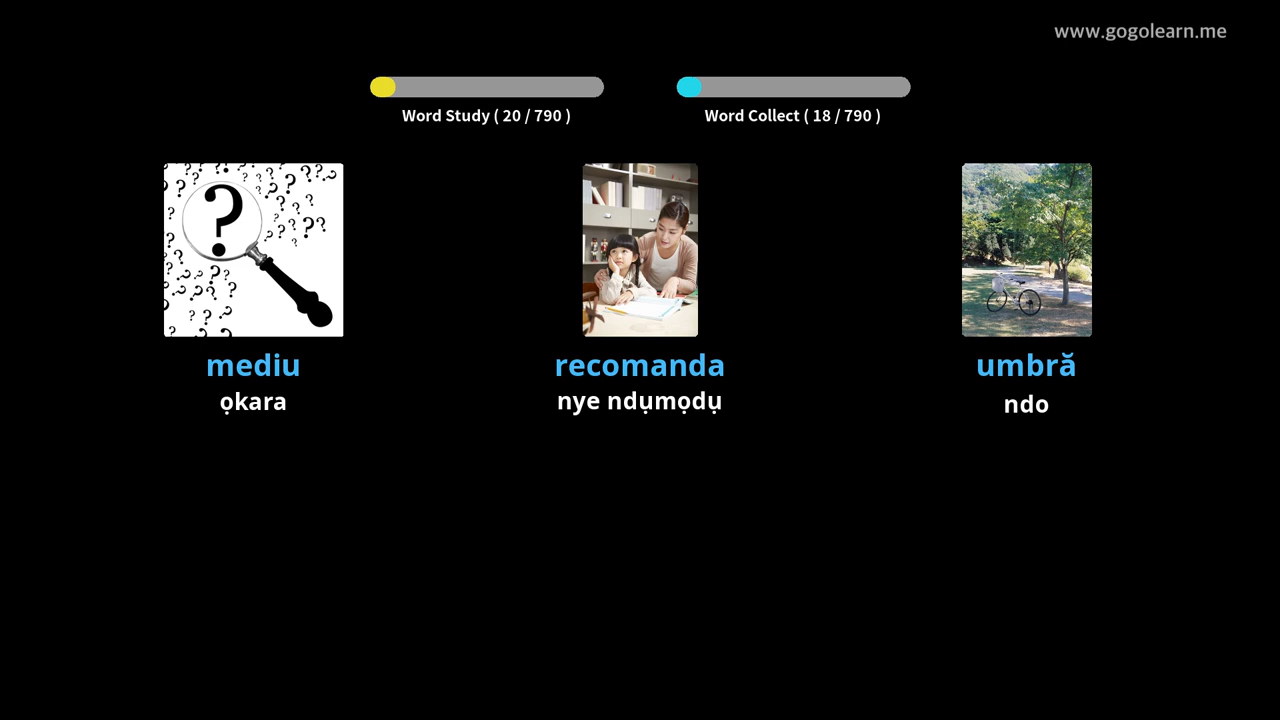 www.gogolearn.me
Word Study ( 20 / 790 )
Word Collect ( 18 / 790 )
mediu
recomanda
umbră
ọkara
nye ndụmọdụ
ndo